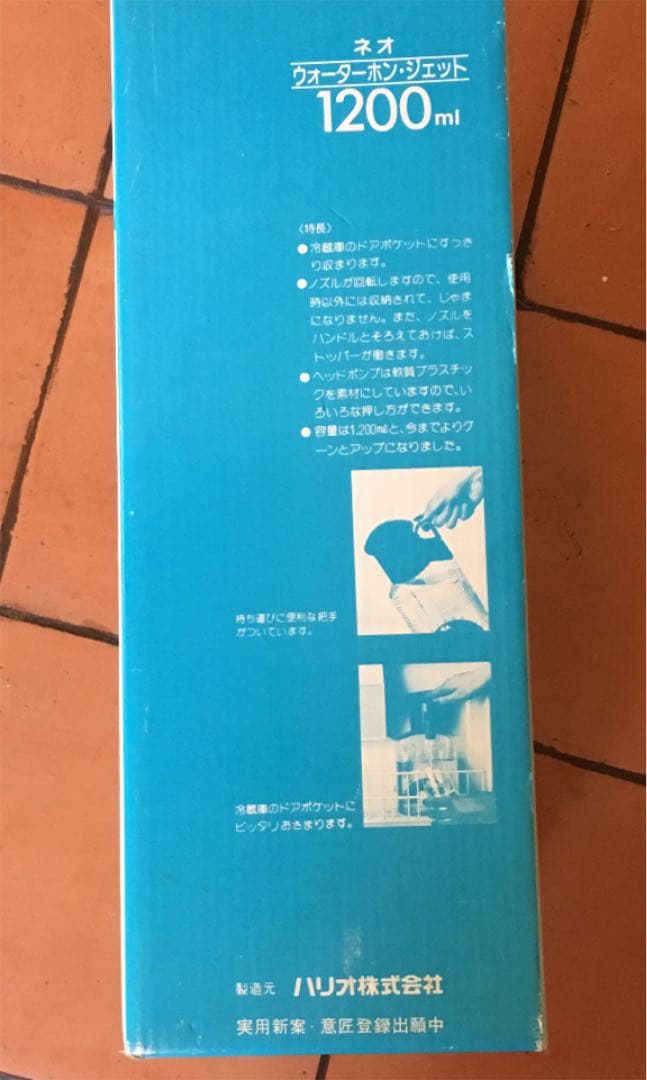 ネオ
ウォーターホン・ジェット
1200ml
〈特長〉
●冷蔵庫のドアポケットにすっき
り収まります。
●ノズルが回転しますので、使用
時以外には収納されて、じゃま
になりません。また、ノズルを
ハンドルとそろえておけば、ス
トッパーが働きます。
●ヘッドポンプは軟質プラスチッ
クを素材にしていますので、い
ろいろな押し方ができます。
●容量は1,200mlと、今までよりグ
ーンとアップになりました。
持ち運びに便利な把手
がついています。
冷蔵庫のドアポケットに
ピッタリおさまります。
製造元 ハリオ株式会社
実用新案・意匠登録出願中